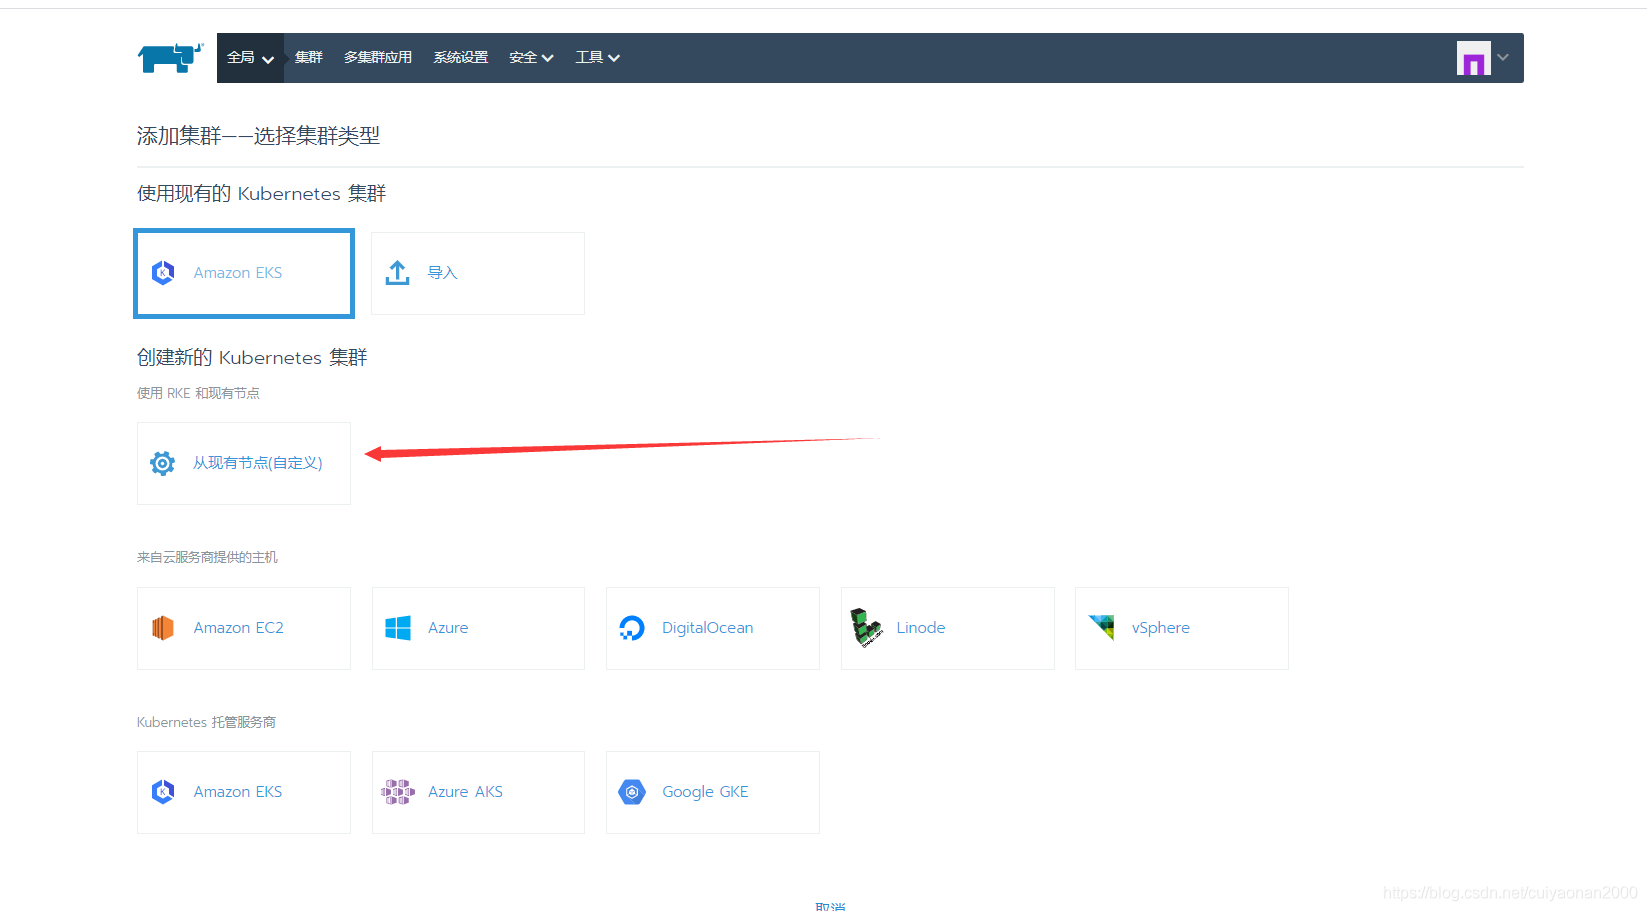 全局 集群 多集群应用 系统设置 安全 工具
添加集群——选择集群类型
使用现有的 Kubernetes 集群
Amazon EKS 导入
创建新的 Kubernetes 集群
使用 RKE 和现有节点
从现有节点(自定义)
来自云服务商提供的主机
Amazon EC2 Azure DigitalOcean Linode vSphere
Kubernetes 托管服务商
Amazon EKS Azure AKS Google GKE
取消
https://blog.csdn.net/cuiyaonan2000